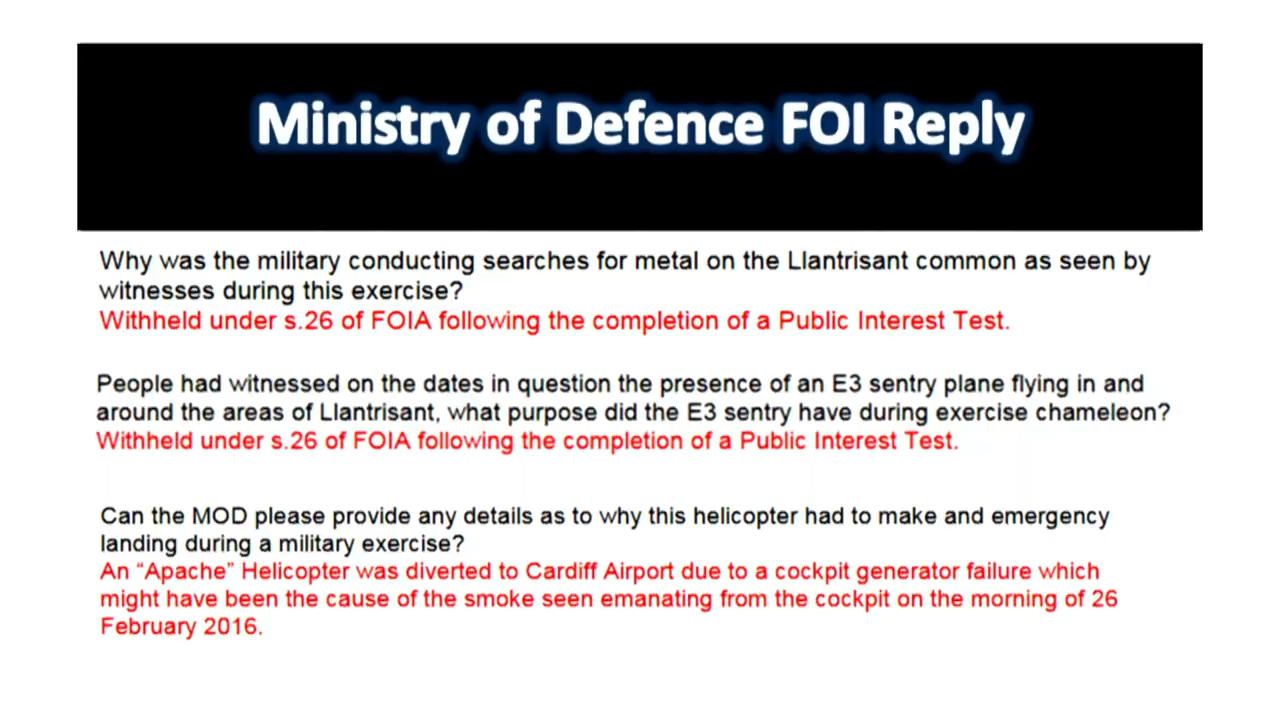 Ministry of Defence FOI Reply
Why was the military conducting searches for metal on the Llantrisant common as seen by
witnesses during this exercise?
Withheld under s.26 of FOIA following the completion of a Public Interest Test.
People had witnessed on the dates in question the presence of an E3 sentry plane flying in and
around the areas of Llantrisant, what purpose did the E3 sentry have during exercise chameleon?
Withheld under s.26 of FOIA following the completion of a Public Interest Test.
Can the MOD please provide any details as to why this helicopter had to make and emergency
landing during a military exercise?
An “Apache” Helicopter was diverted to Cardiff Airport due to a cockpit generator failure which
might have been the cause of the smoke seen emanating from the cockpit on the morning of 26
February 2016.